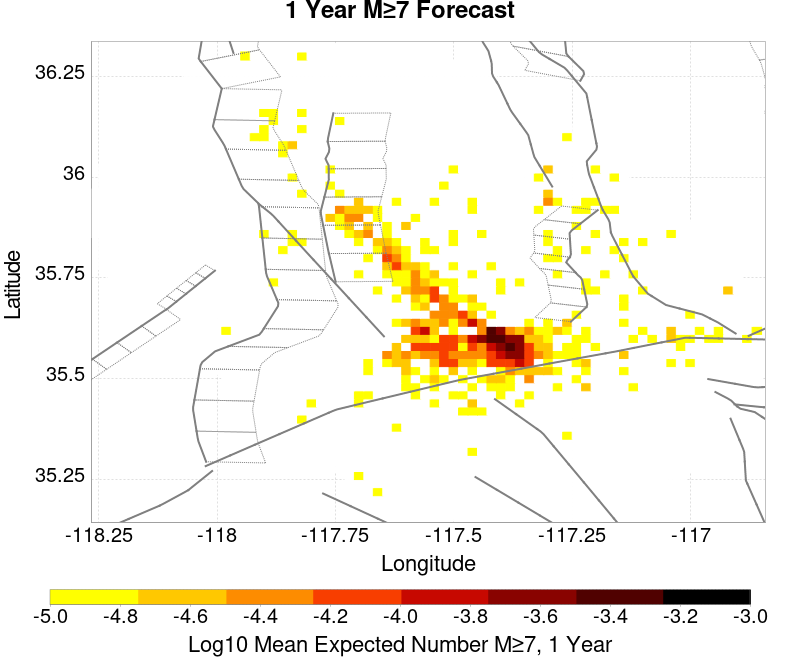 1 Year M≥7 Forecast
36.25
36
35.75
35.5
35.25
Latitude
-118.25 -118 -117.75 -117.5 -117.25 -117
Longitude
-5.0 -4.8 -4.6 -4.4 -4.2 -4.0 -3.8 -3.6 -3.4 -3.2 -3.0
Log10 Mean Expected Number M≥7, 1 Year